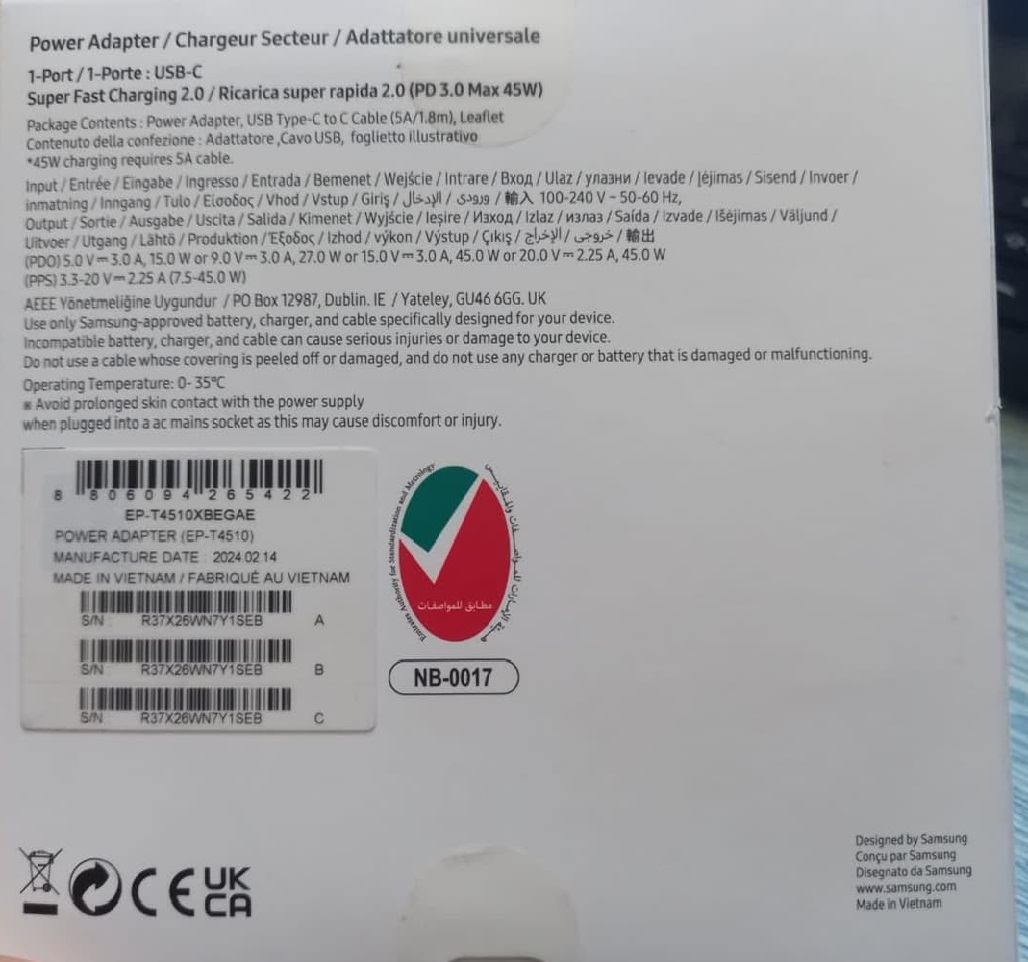 Power Adapter / Chargeur Secteur / Adattatore universale
1-Port / 1-Porte : USB-C
Super Fast Charging 2.0 / Ricarica super rapida 2.0 (PD 3.0 Max 45W)
Package Contents : Power Adapter, USB Type-C to C Cable (5A/1.8m), Leaflet
Contenuto della confezione : Adattatore ,Cavo USB, foglietto illustrativo
*45W charging requires 5A cable.
Input / Entrée / Eingabe / Ingresso / Entrada / Bemenet / Wejście / Intrare / Вход / Ulaz / улазни / Ievade / Įėjimas / Sisend / Invoer /
inmatning / Inngang / Tulo / Είσοδος / Vhod / Vstup / Giriş / الإدخال / ورودی / 輸入 100-240 V ~ 50-60 Hz,
Output / Sortie / Ausgabe / Uscita / Salida / Kimenet / Wyjście / Ieşire / Изход / Izlaz / излаз / Saída / Izvade / Išėjimas / Väljund /
Uitvoer / Utgang / Lähtö / Produktion / Έξοδος / Izhod / výkon / Výstup / Çıkış / الإخراج / خروجی / 輸出
(PDO) 5.0 V⎓ 3.0 A, 15.0 W or 9.0 V⎓ 3.0 A, 27.0 W or 15.0 V⎓ 3.0 A, 45.0 W or 20.0 V⎓ 2.25 A, 45.0 W
(PPS) 3.3-20 V⎓ 2.25 A (7.5-45.0 W)
AEEE Yönetmeliğine Uygundur / PO Box 12987, Dublin. IE / Yateley, GU46 6GG. UK
Use only Samsung-approved battery, charger, and cable specifically designed for your device.
Incompatible battery, charger, and cable can cause serious injuries or damage to your device.
Do not use a cable whose covering is peeled off or damaged, and do not use any charger or battery that is damaged or malfunctioning.
Operating Temperature: 0- 35°C
※ Avoid prolonged skin contact with the power supply
when plugged into a ac mains socket as this may cause discomfort or injury.
8 806094 265422
EP-T4510XBEGAE
POWER ADAPTER (EP-T4510)
MANUFACTURE DATE : 2024.02.14
MADE IN VIETNAM / FABRIQUÉ AU VIETNAM
S/N R37X26WN7Y1SEB A
S/N R37X26WN7Y1SEB B
S/N R37X26WN7Y1SEB C
Emirates Authority for Standardization and Metrology
هيئة الإمارات للمواصفات والمقاييس
مطابق للمواصفات
NB-0017
CE
UK
CA
Designed by Samsung
Conçu par Samsung
Disegnato da Samsung
www.samsung.com
Made in Vietnam